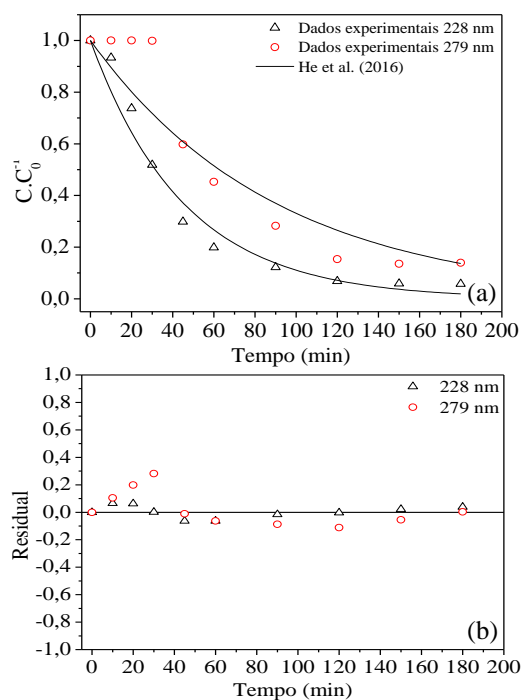 Dados experimentais 228 nm
Dados experimentais 279 nm
He et al. (2016)
1,0
0,8
0,6
0,4
0,2
0,0
C.C₀⁻¹
(a)
0 20 40 60 80 100 120 140 160 180 200
Tempo (min)
228 nm
279 nm
1,0
0,8
0,6
0,4
0,2
0,0
-0,2
-0,4
-0,6
-0,8
-1,0
Residual
(b)
0 20 40 60 80 100 120 140 160 180 200
Tempo (min)